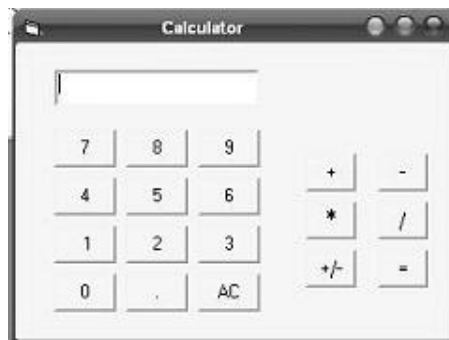 Calculator
7 8 9
+ -
4 5 6
* /
1 2 3
+/- =
0 . AC